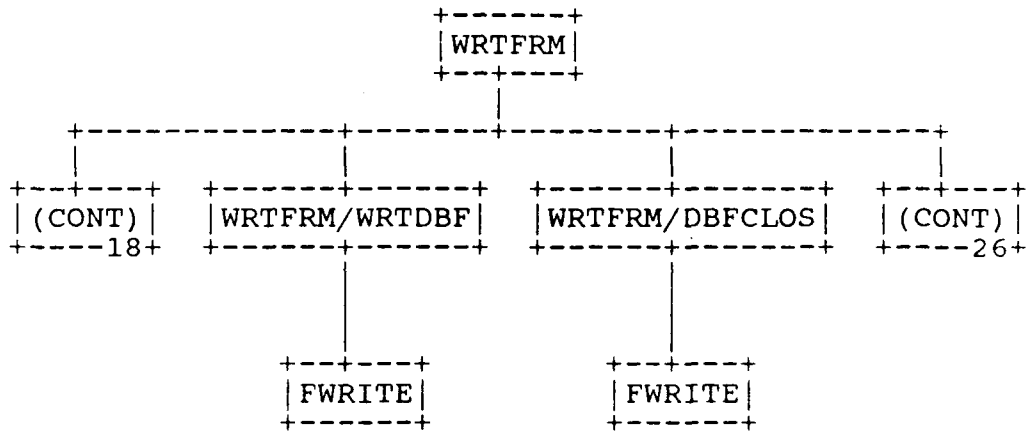 WRTFRM
(CONT) WRTFRM/WRTDBF WRTFRM/DBFCLOS (CONT)
18 26
FWRITE FWRITE